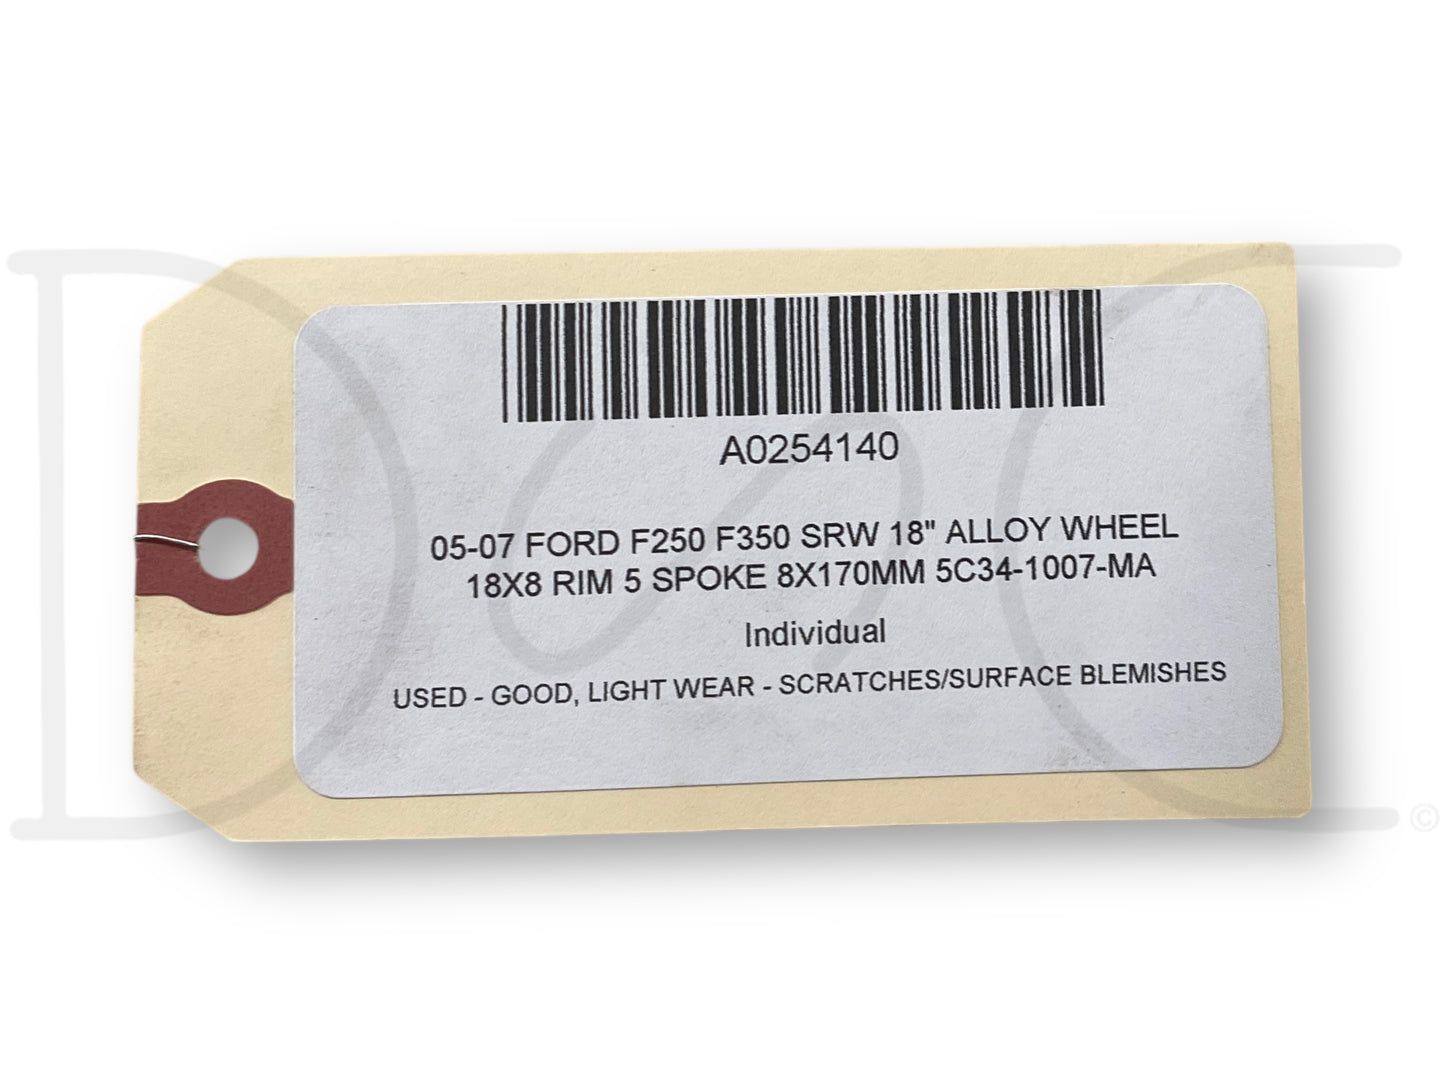 A0254140
05-07 FORD F250 F350 SRW 18" ALLOY WHEEL
18X8 RIM 5 SPOKE 8X170MM 5C34-1007-MA
Individual
USED - GOOD, LIGHT WEAR - SCRATCHES/SURFACE BLEMISHES
©